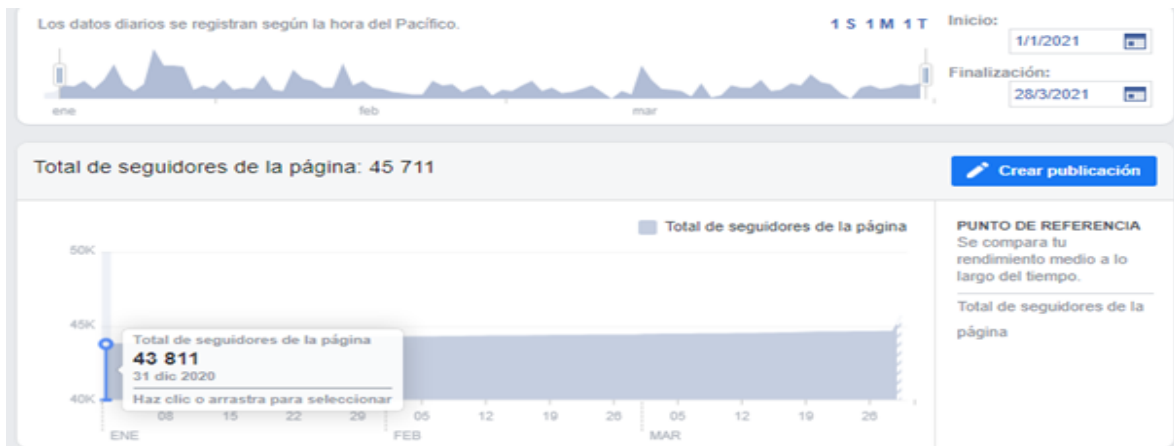 Los datos diarios se registran según la hora del Pacífico.
1 S 1 M 1 T
Inicio:
1/1/2021
Finalización:
28/3/2021
ene
feb
mar
Total de seguidores de la página: 45 711
Crear publicación
Total de seguidores de la página
50K
45K
40K
Total de seguidores de la página
43 811
31 dic 2020
Haz clic o arrastra para seleccionar
08 15 22 29 05 12 19 26 05 12 19 26
ENE FEB MAR
PUNTO DE REFERENCIA
Se compara tu
rendimiento medio a lo
largo del tiempo.
Total de seguidores de la
página